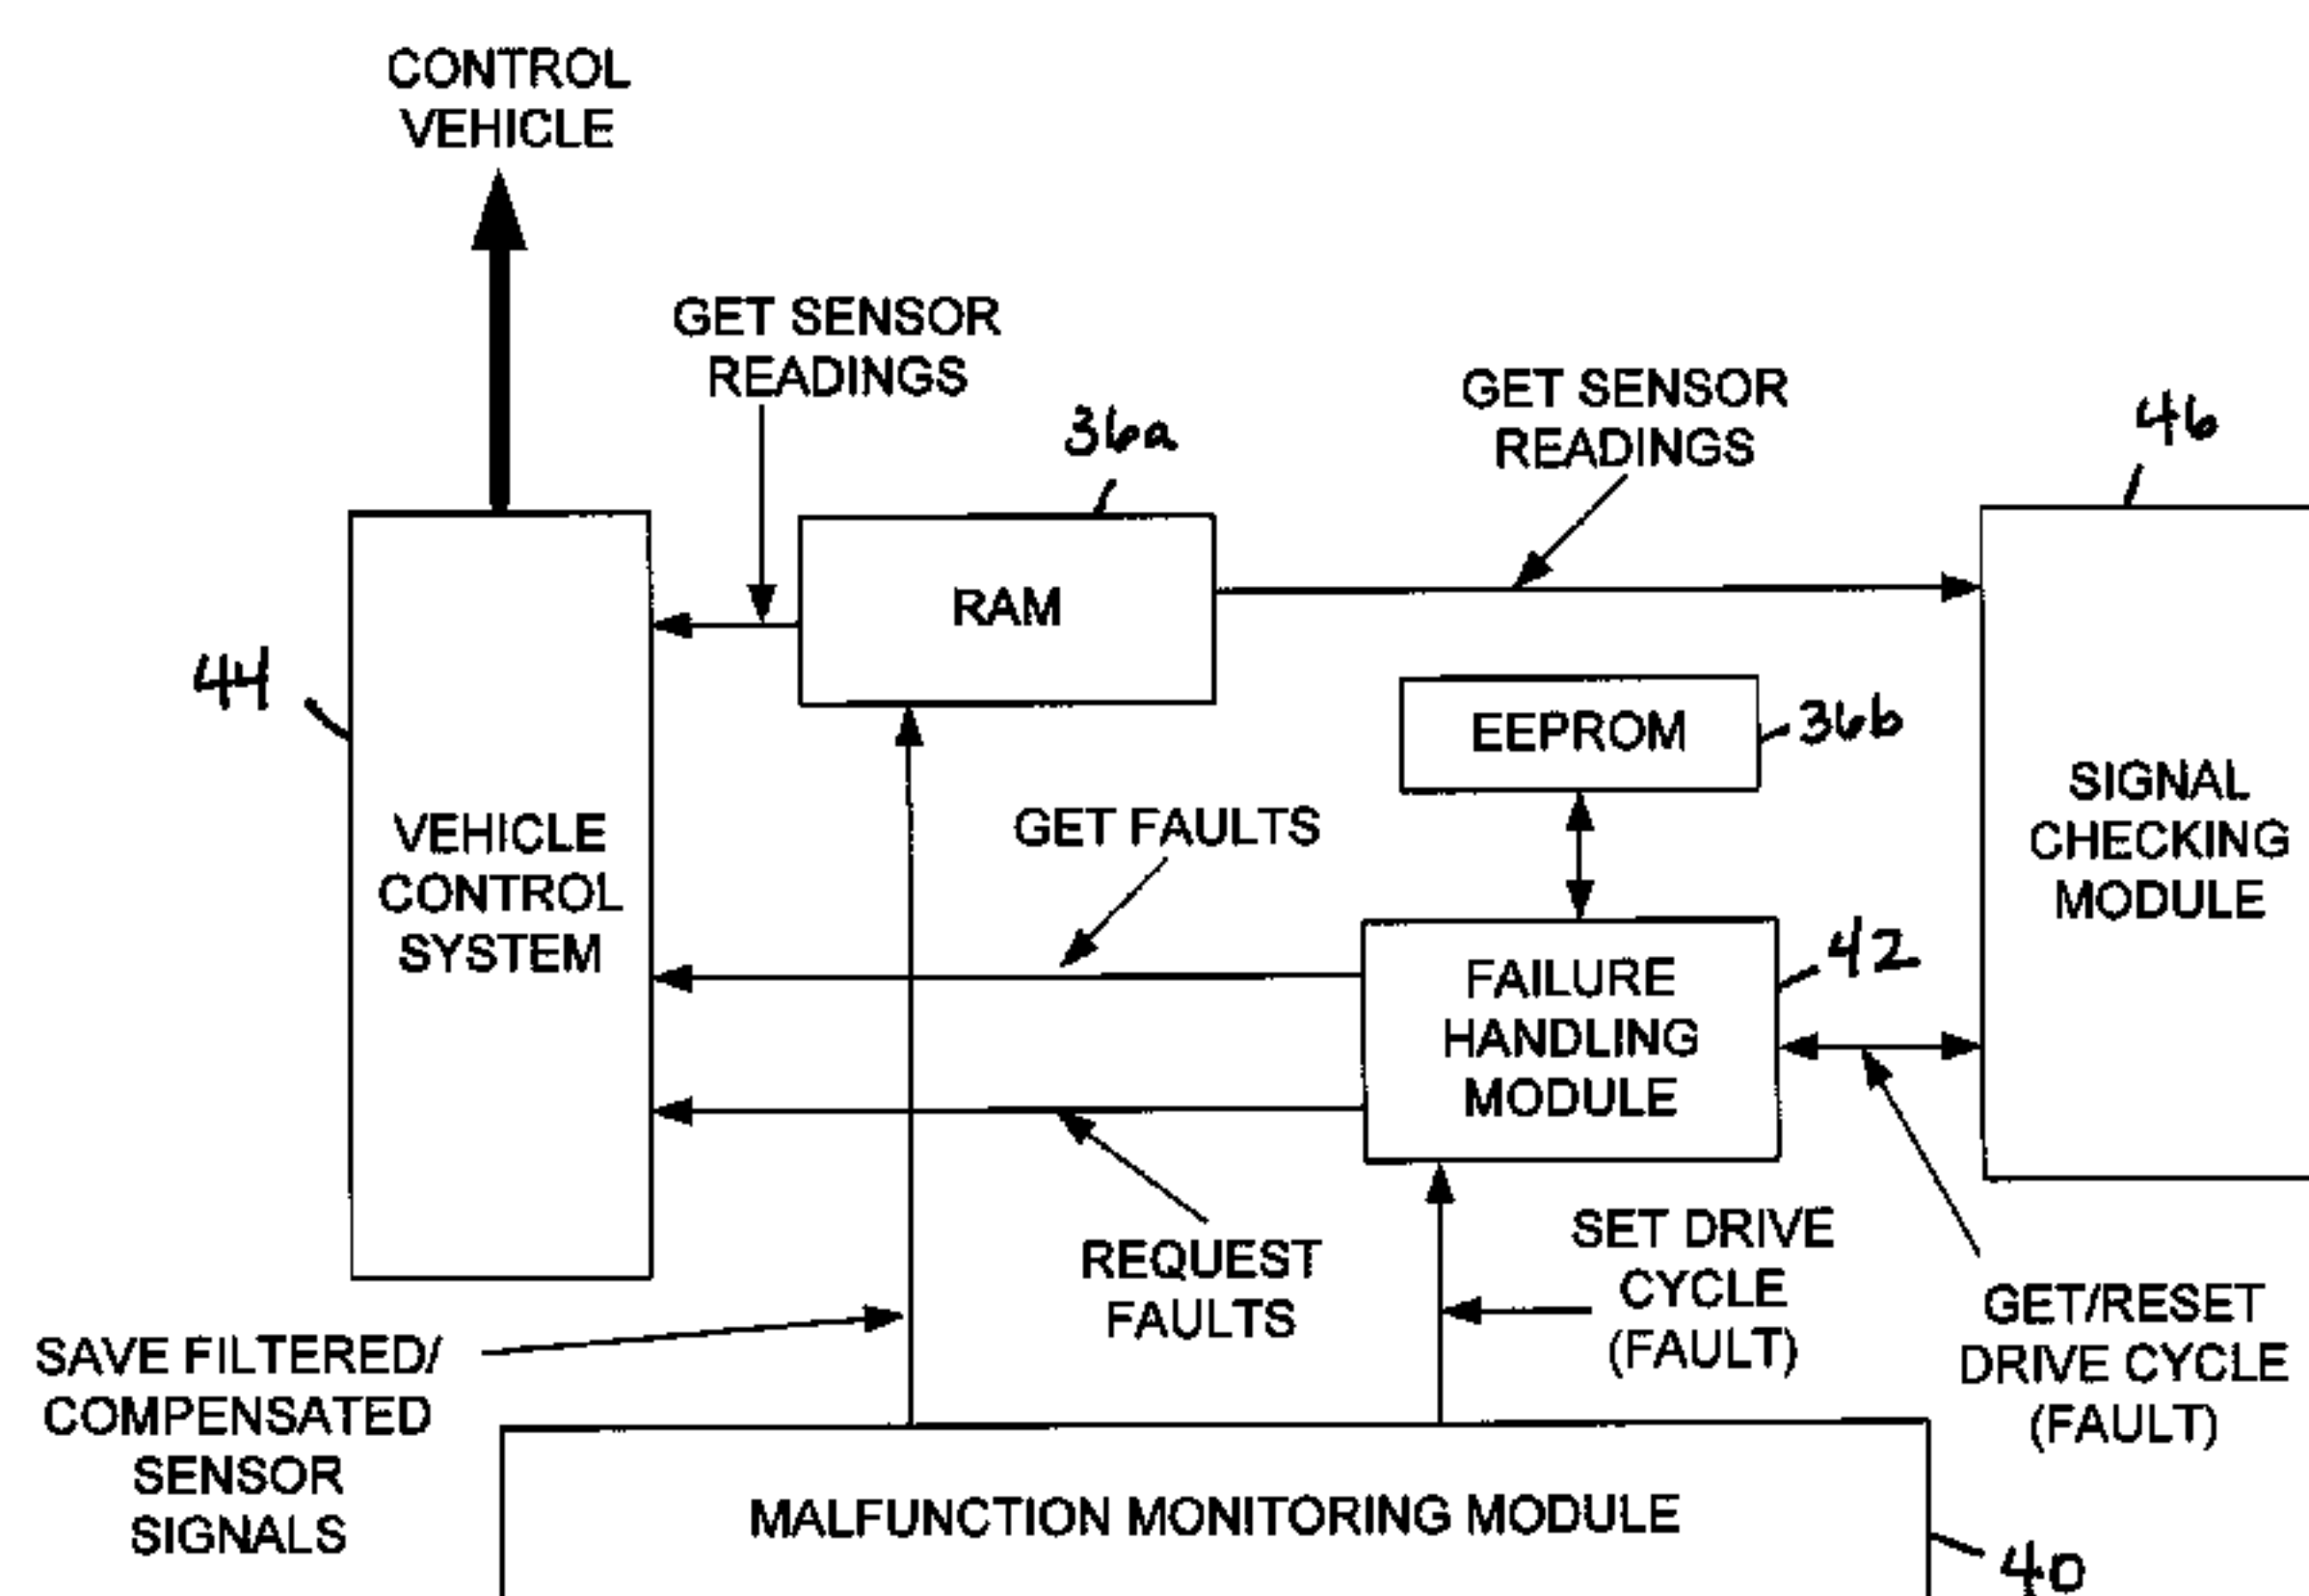 CONTROL
VEHICLE
GET SENSOR
READINGS
36a
GET SENSOR
READINGS
46
RAM
44
EEPROM
36b
VEHICLE
CONTROL
SYSTEM
GET FAULTS
SIGNAL
CHECKING
MODULE
FAILURE
HANDLING
MODULE
42
REQUEST
FAULTS
SET DRIVE
CYCLE
(FAULT)
GET/RESET
DRIVE CYCLE
(FAULT)
SAVE FILTERED/
COMPENSATED
SENSOR
SIGNALS
MALFUNCTION MONITORING MODULE
40